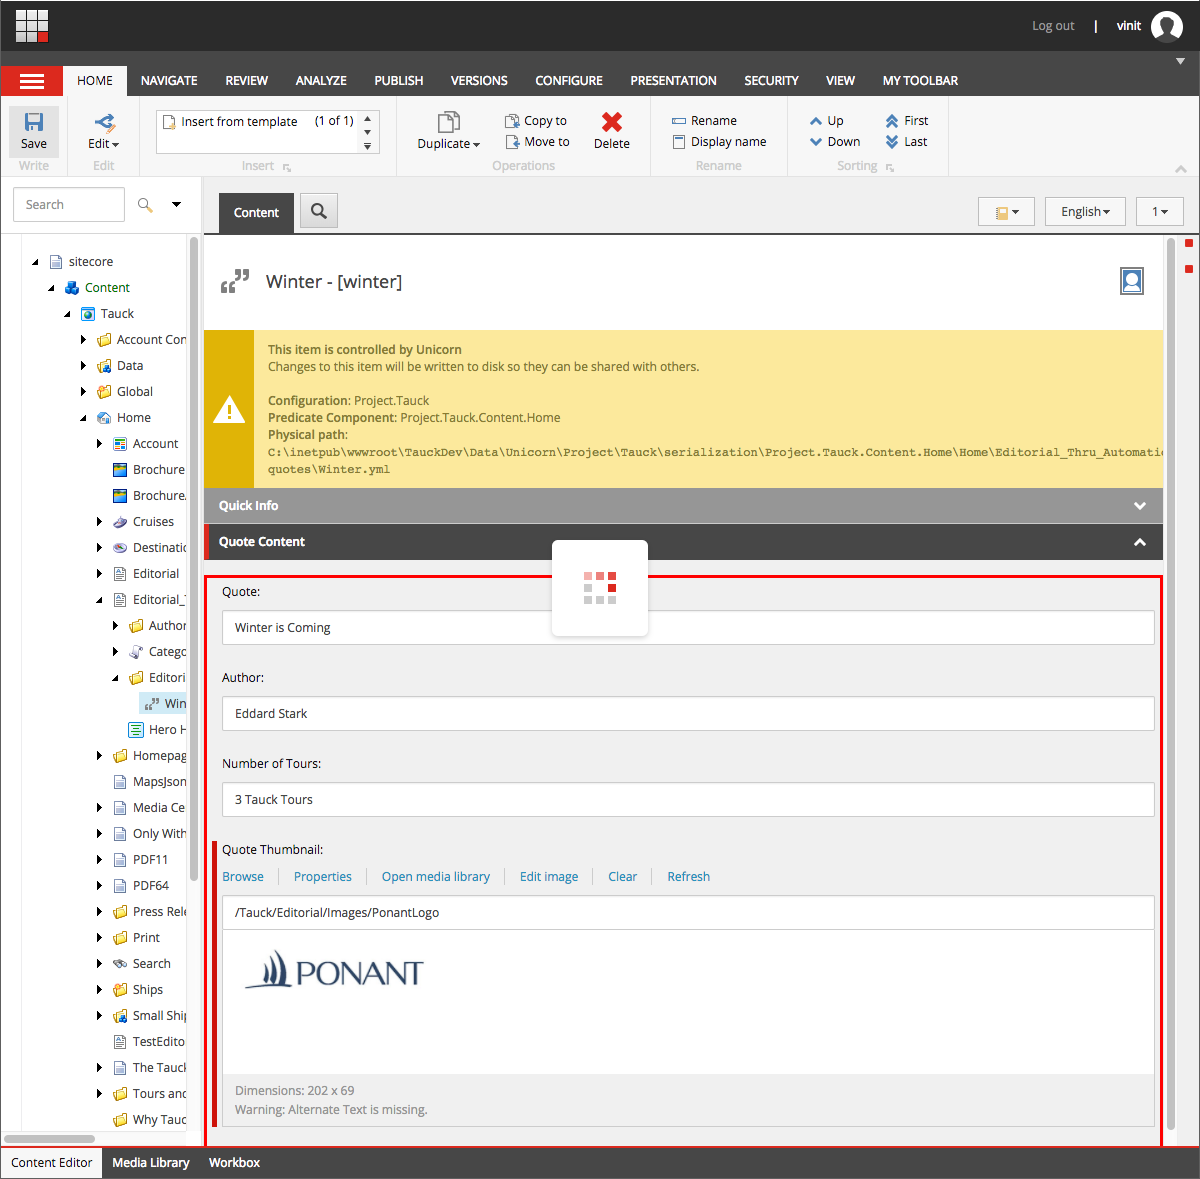 Log out | vinit
HOME NAVIGATE REVIEW ANALYZE PUBLISH VERSIONS CONFIGURE PRESENTATION SECURITY VIEW MY TOOLBAR
Save
Write
Edit
Edit
Insert from template (1 of 1)
Insert
Duplicate
Copy to
Move to
Delete
Operations
Rename
Display name
Rename
Up
Down
First
Last
Sorting
Search
sitecore
Content
Tauck
Account Con
Data
Global
Home
Account
Brochure
Brochure
Cruises
Destinatic
Editorial
Editorial_
Author
Catego
Editori
Win
Hero H
Homepag
MapsJson
Media Ce
Only With
PDF11
PDF64
Press Rele
Print
Search
Ships
Small Ship
TestEdito
The Tauck
Tours and
Why Tauc
Content
English
1
Winter - [winter]
This item is controlled by Unicorn
Changes to this item will be written to disk so they can be shared with others.
Configuration: Project.Tauck
Predicate Component: Project.Tauck.Content.Home
Physical path:
C:\inetpub\wwwroot\TauckDev\Data\Unicorn\Project\Tauck\serialization\Project.Tauck.Content.Home\Home\Editorial_Thru_Automatic
quotes\Winter.yml
Quick Info
Quote Content
Quote:
Winter is Coming
Author:
Eddard Stark
Number of Tours:
3 Tauck Tours
Quote Thumbnail:
Browse Properties Open media library Edit image Clear Refresh
/Tauck/Editorial/Images/PonantLogo
PONANT
Dimensions: 202 x 69
Warning: Alternate Text is missing.
Content Editor Media Library Workbox